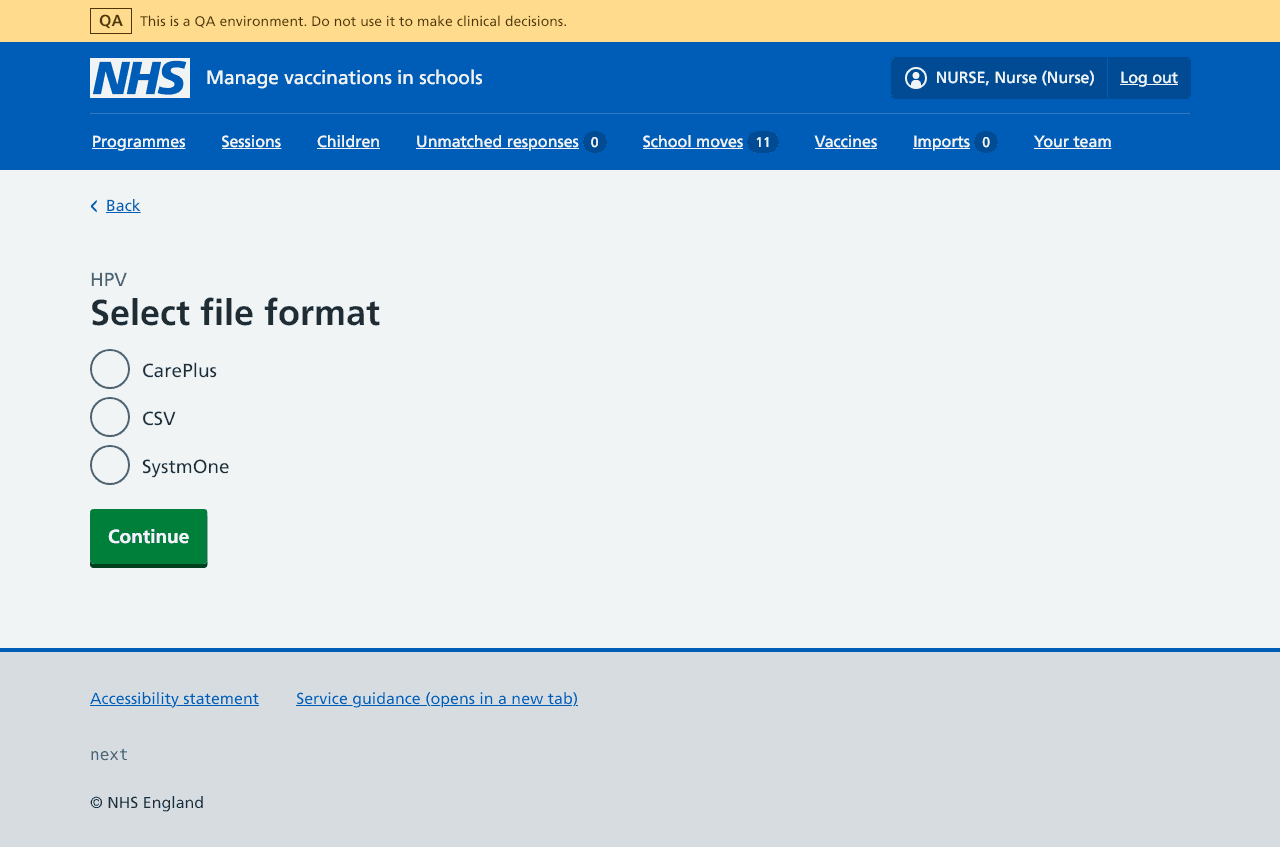 QA This is a QA environment. Do not use it to make clinical decisions.
NHS Manage vaccinations in schools NURSE, Nurse (Nurse) Log out
Programmes Sessions Children Unmatched responses 0 School moves 11 Vaccines Imports 0 Your team
Back
HPV
Select file format
CarePlus
CSV
SystmOne
Continue
Accessibility statement Service guidance (opens in a new tab)
next
© NHS England